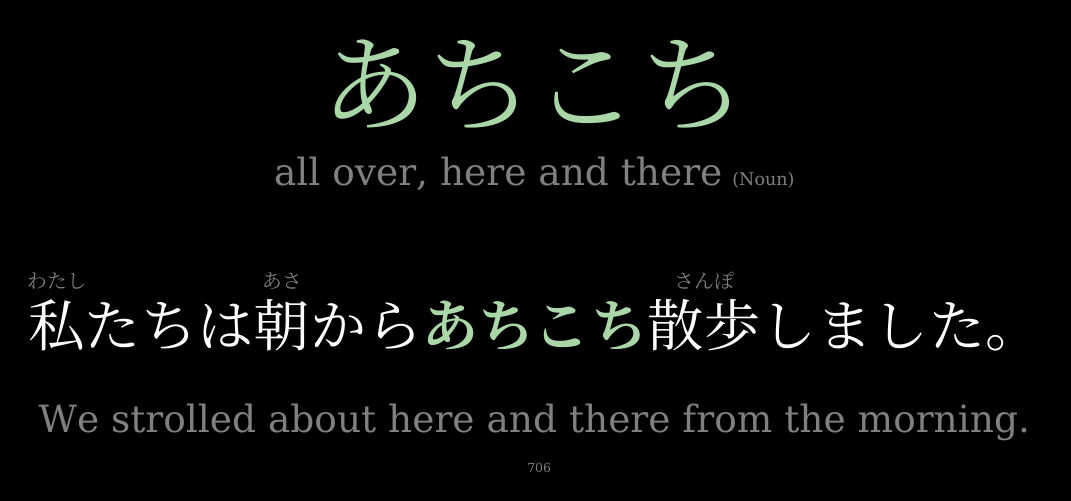 あちこち
all over, here and there (Noun)
わたし あさ さんぽ
私たちは朝からあちこち散歩しました。
We strolled about here and there from the morning.
706